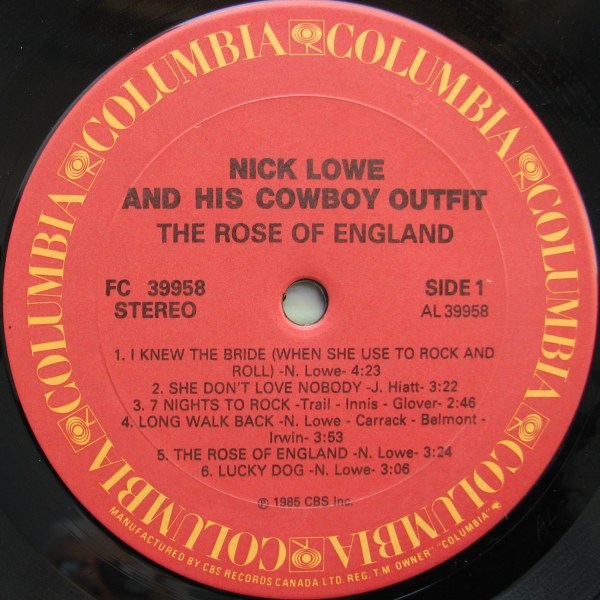 COLUMBIA COLUMBIA COLUMBIA COLUMBIA COLUMBIA COLUMBIA
NICK LOWE
AND HIS COWBOY OUTFIT
THE ROSE OF ENGLAND
FC 39958
STEREO
SIDE 1
AL 39958
1. I KNEW THE BRIDE (WHEN SHE USE TO ROCK AND
ROLL) -N. Lowe- 4:23
2. SHE DON'T LOVE NOBODY -J. Hiatt- 3:22
3. 7 NIGHTS TO ROCK -Trail - Innis - Glover- 2:46
4. LONG WALK BACK -N. Lowe - Carrack - Belmont -
Irwin- 3:53
5. THE ROSE OF ENGLAND -N. Lowe- 3:24
6. LUCKY DOG -N. Lowe- 3:06
℗ 1985 CBS Inc.
MANUFACTURED BY CBS RECORDS CANADA LTD. REG. T.M. OWNER "COLUMBIA"